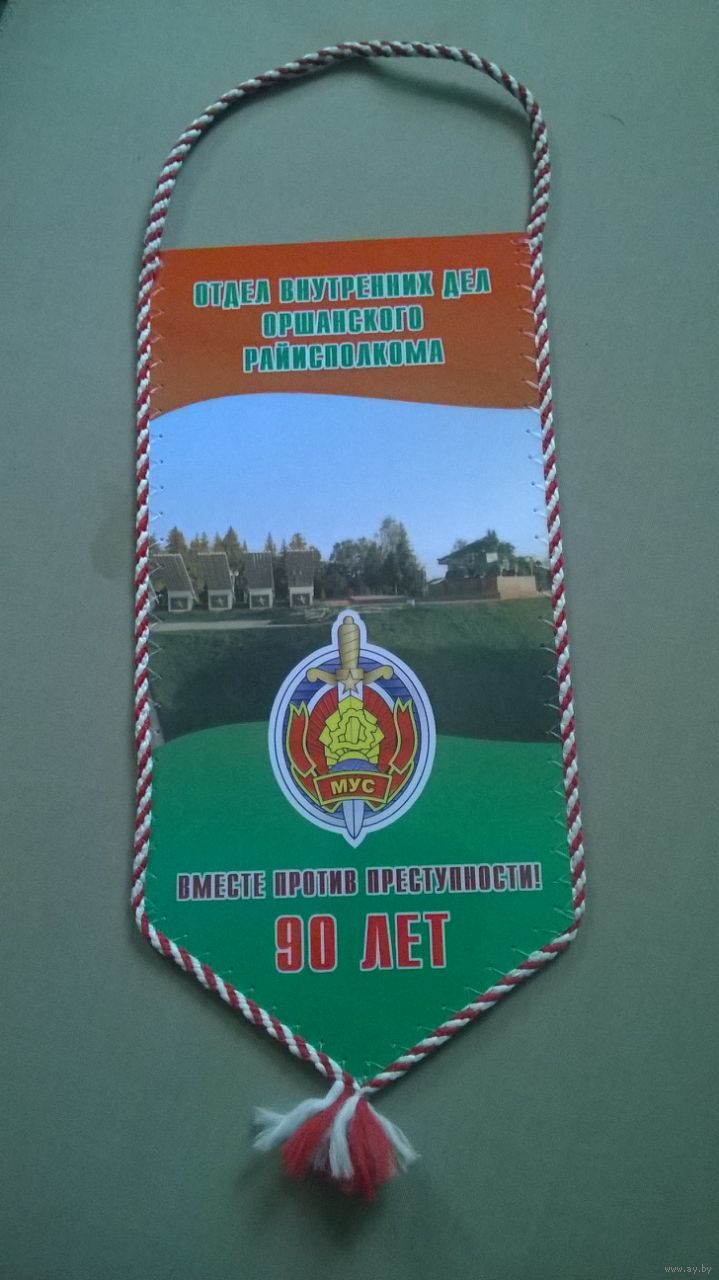 ОТДЕЛ ВНУТРЕННИХ ДЕЛ
ОРШАНСКОГО
РАЙИСПОЛКОМА
МУС
ВМЕСТЕ ПРОТИВ ПРЕСТУПНОСТИ!
90 ЛЕТ
www.ay.by